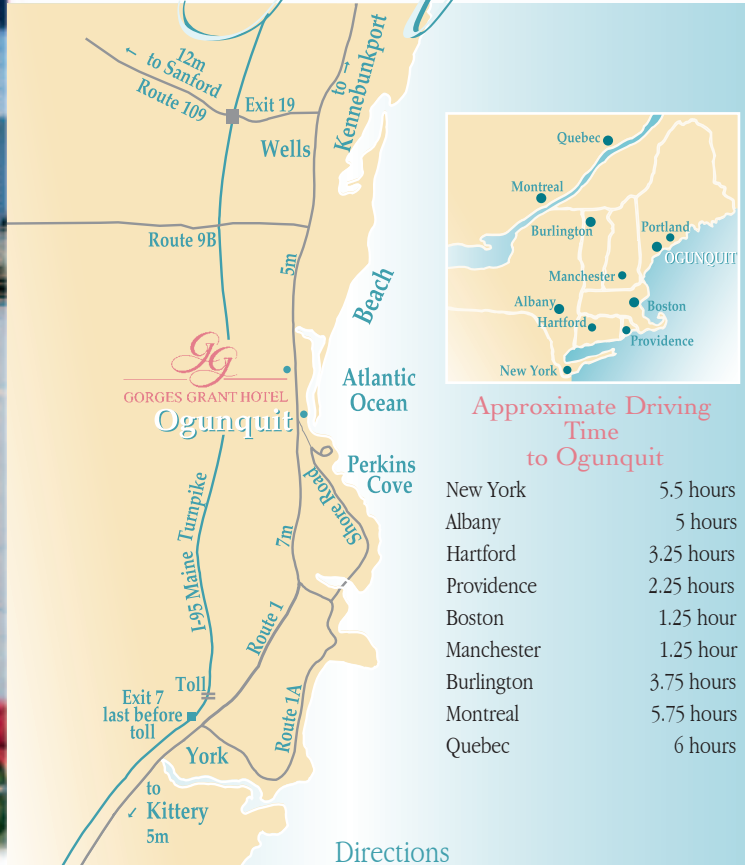 ← 12m
to Sanford
Route 109
Exit 19
to →
Kennebunkport
Wells
Route 9B
5m
Beach
GG
GORGES GRANT HOTEL
Ogunquit
Atlantic
Ocean
Perkins
Cove
Shore Road
7m
I-95 Maine Turnpike
Route 1
Route 1A
Toll
Exit 7
last before
toll
York
to
← Kittery
5m
Quebec
Montreal
Burlington
Portland
OGUNQUIT
Manchester
Albany
Boston
Hartford
Providence
New York
Approximate Driving
Time
to Ogunquit
New York 5.5 hours
Albany 5 hours
Hartford 3.25 hours
Providence 2.25 hours
Boston 1.25 hour
Manchester 1.25 hour
Burlington 3.75 hours
Montreal 5.75 hours
Quebec 6 hours
Directions